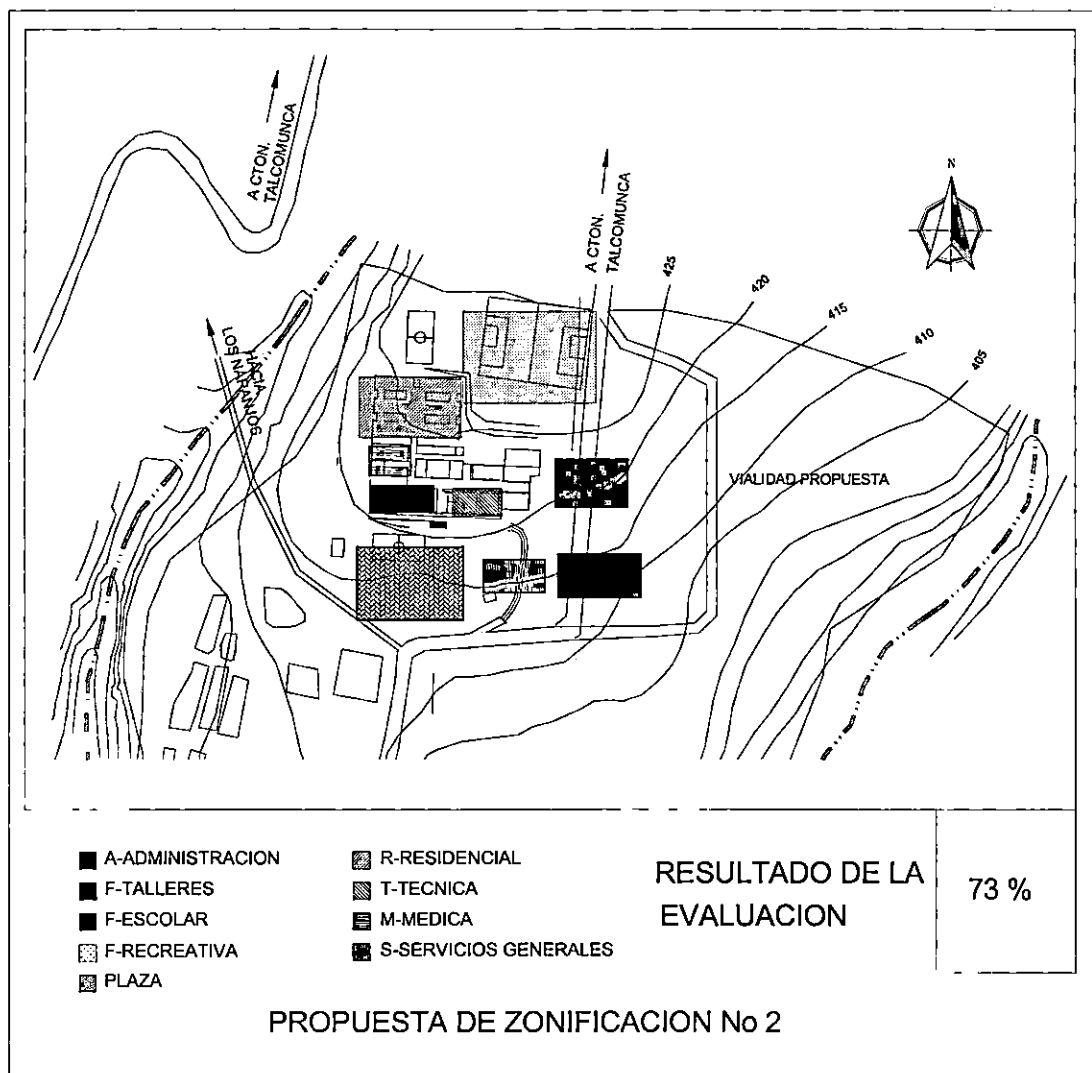 A CTON.
TALCOMUNCA
N
A CTON.
TALCOMUNCA
425
420
415
410
405
HACIA
LOS NARANJOS
VIALIDAD PROPUESTA
A-ADMINISTRACION
F-TALLERES
F-ESCOLAR
F-RECREATIVA
PLAZA
R-RESIDENCIAL
T-TECNICA
M-MEDICA
S-SERVICIOS GENERALES
RESULTADO DE LA
EVALUACION
73 %
PROPUESTA DE ZONIFICACION No 2